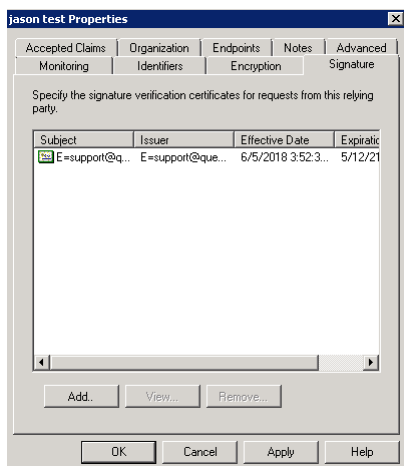 jason test Properties
Accepted Claims Organization Endpoints Notes Advanced
Monitoring Identifiers Encryption Signature
Specify the signature verification certificates for requests from this relying
party.
Subject Issuer Effective Date Expiratio
E=support@q... E=support@que... 6/5/2018 3:52:3... 5/12/21
Add.. View... Remove...
OK Cancel Apply Help